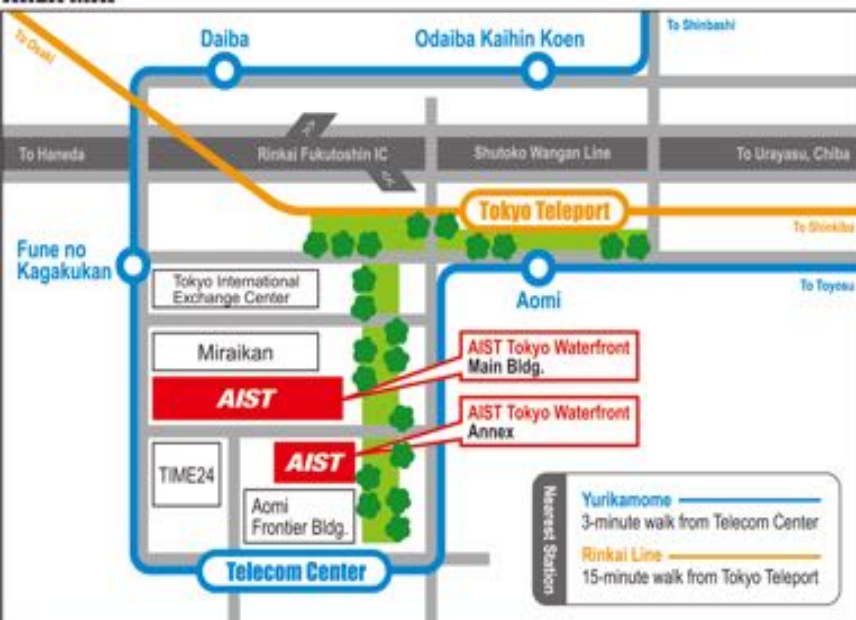 To Osaki
Daiba
Odaiba Kaihin Koen
To Shinbashi
To Haneda
Rinkai Fukutoshin IC
Shutoko Wangan Line
To Urayasu, Chiba
Tokyo Teleport
To Shinkiba
Fune no
Kagakukan
Tokyo International
Exchange Center
Aomi
To Toyosu
Miraikan
AIST Tokyo Waterfront
Main Bldg.
AIST
AIST Tokyo Waterfront
Annex
AIST
TIME24
Aomi
Frontier Bldg.
Telecom Center
Nearest Station
Yurikamome
3-minute walk from Telecom Center
Rinkai Line
15-minute walk from Tokyo Teleport